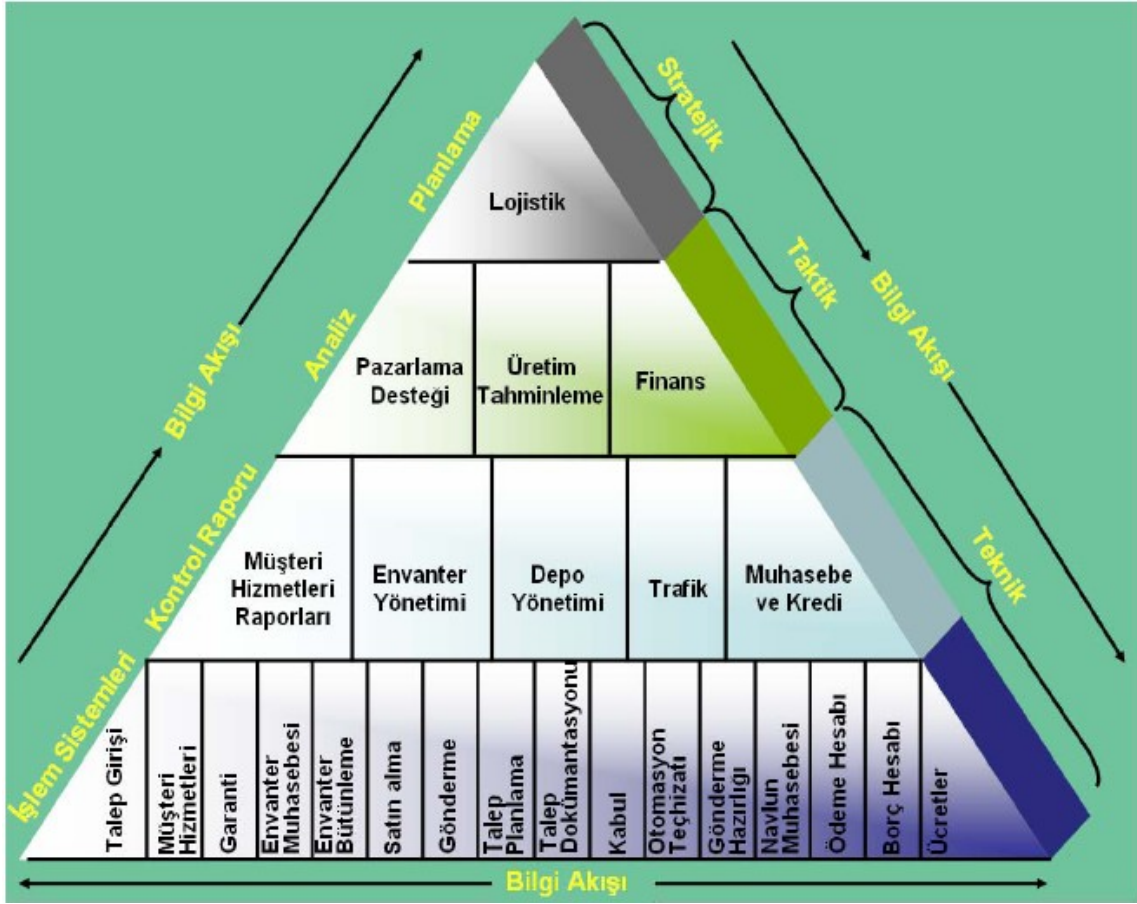 Stratejik
Planlama
Lojistik
Taktik
Bilgi Akışı
Bilgi Akışı
Analiz
Pazarlama
Desteği
Üretim
Tahminleme
Finans
Teknik
Kontrol Raporu
Müşteri
Hizmetleri
Raporları
Envanter
Yönetimi
Depo
Yönetimi
Trafik
Muhasebe
ve Kredi
İşlem Sistemleri
Talep Girişi
Müşteri
Hizmetleri
Garanti
Envanter
Muhasebesi
Envanter
Bütünleme
Satın alma
Gönderme
Talep
Planlama
Talep
Dokümantasyonu
Kabul
Otomasyon
Teçhizatı
Gönderme
Hazırlığı
Navlun
Muhasebesi
Ödeme Hesabı
Borç Hesabı
Ücretler
Bilgi Akışı